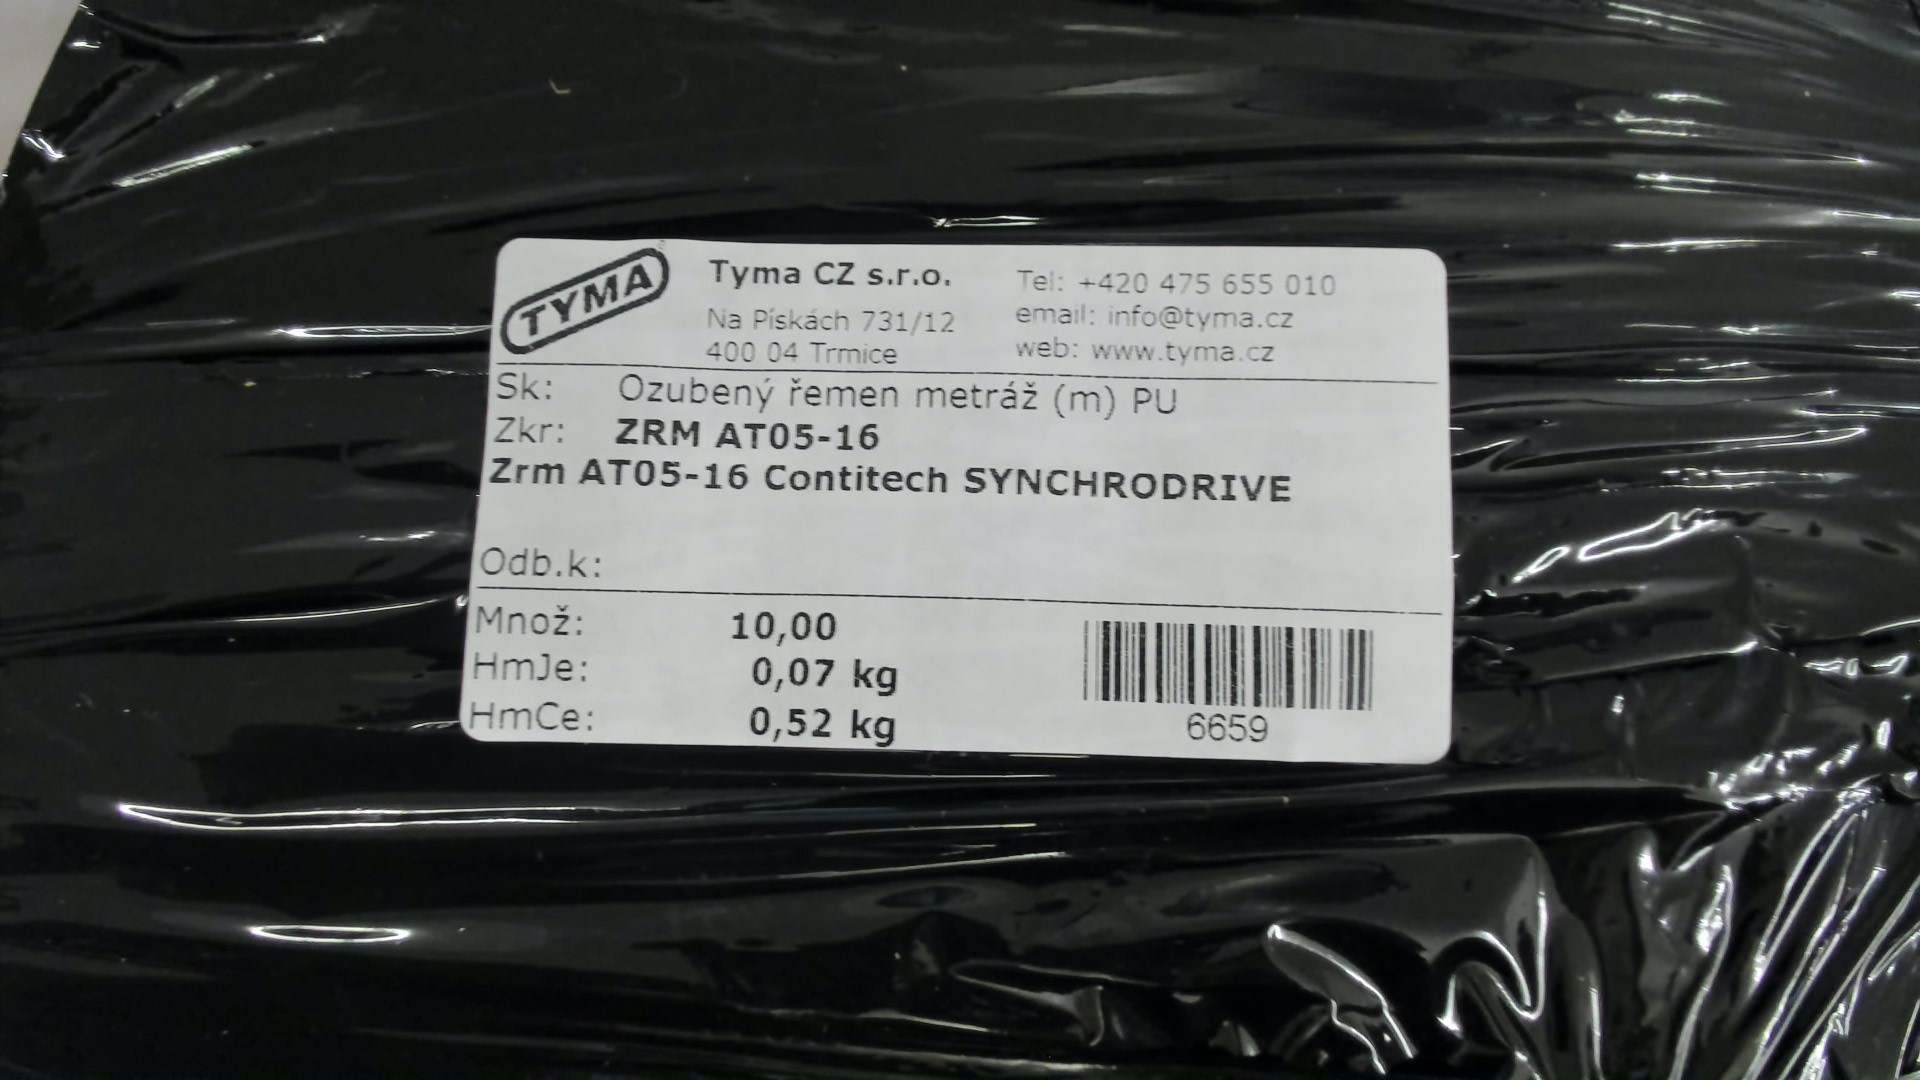 TYMA
Tyma CZ s.r.o.
Na Pískách 731/12
400 04 Trmice
Tel: +420 475 655 010
email: info@tyma.cz
web: www.tyma.cz
Sk: Ozubený řemen metráž (m) PU
Zkr: ZRM AT05-16
Zrm AT05-16 Contitech SYNCHRODRIVE
Odb.k:
Množ: 10,00
HmJe: 0,07 kg
HmCe: 0,52 kg
6659